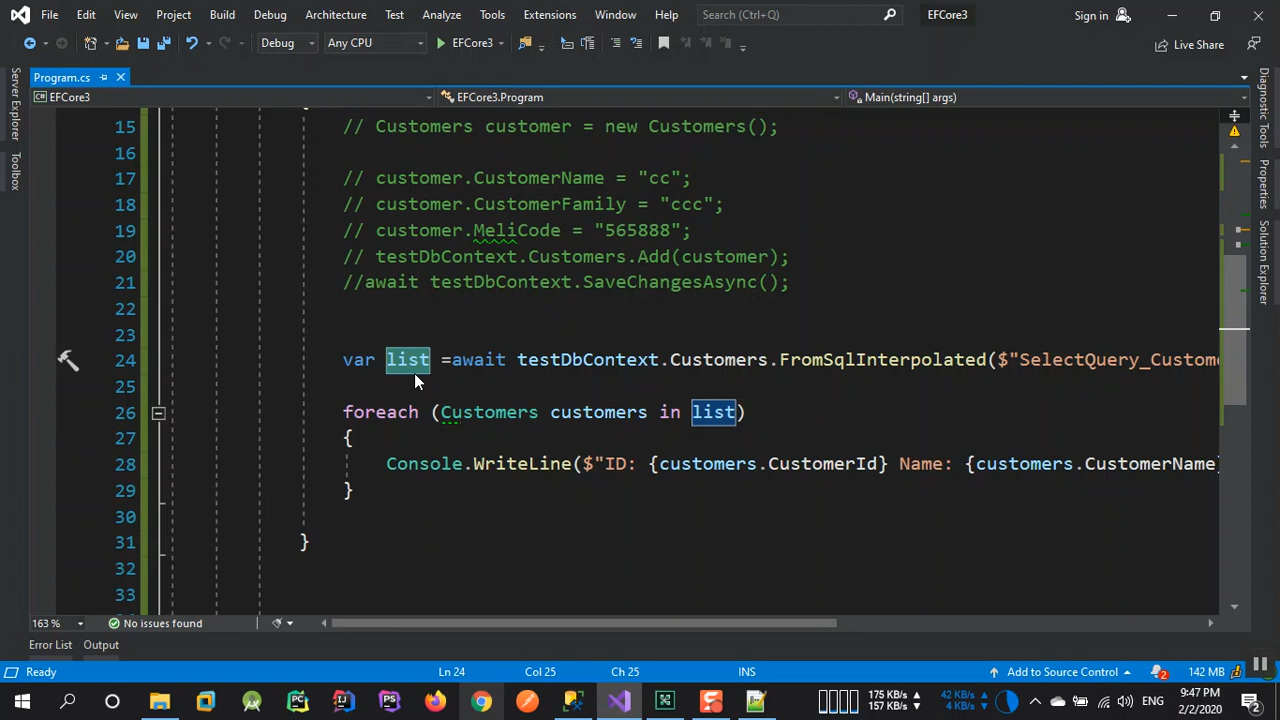 File Edit View Project Build Debug Architecture Test Analyze Tools Extensions Window Help Search (Ctrl+Q) EFCore3 Sign in
Debug Any CPU EFCore3 Live Share
Program.cs
EFCore3 EFCore3.Program Main(string[] args)
Server Explorer
Toolbox
Diagnostic Tools
Properties
Solution Explorer
15 // Customers customer = new Customers();
16
17 // customer.CustomerName = "cc";
18 // customer.CustomerFamily = "ccc";
19 // customer.MeliCode = "565888";
20 // testDbContext.Customers.Add(customer);
21 //await testDbContext.SaveChangesAsync();
22
23
24 var list =await testDbContext.Customers.FromSqlInterpolated($"SelectQuery_Custome
25
26 foreach (Customers customers in list)
27 {
28 Console.WriteLine($"ID: {customers.CustomerId} Name: {customers.CustomerName}
29 }
30
31 }
32
33
163 % No issues found
Error List Output
Ready Ln 24 Col 25 Ch 25 INS Add to Source Control 2 142 MB
175 KB/s 42 KB/s ENG 9:47 PM
157 KB/s 4 KB/s 2/2/2020 2